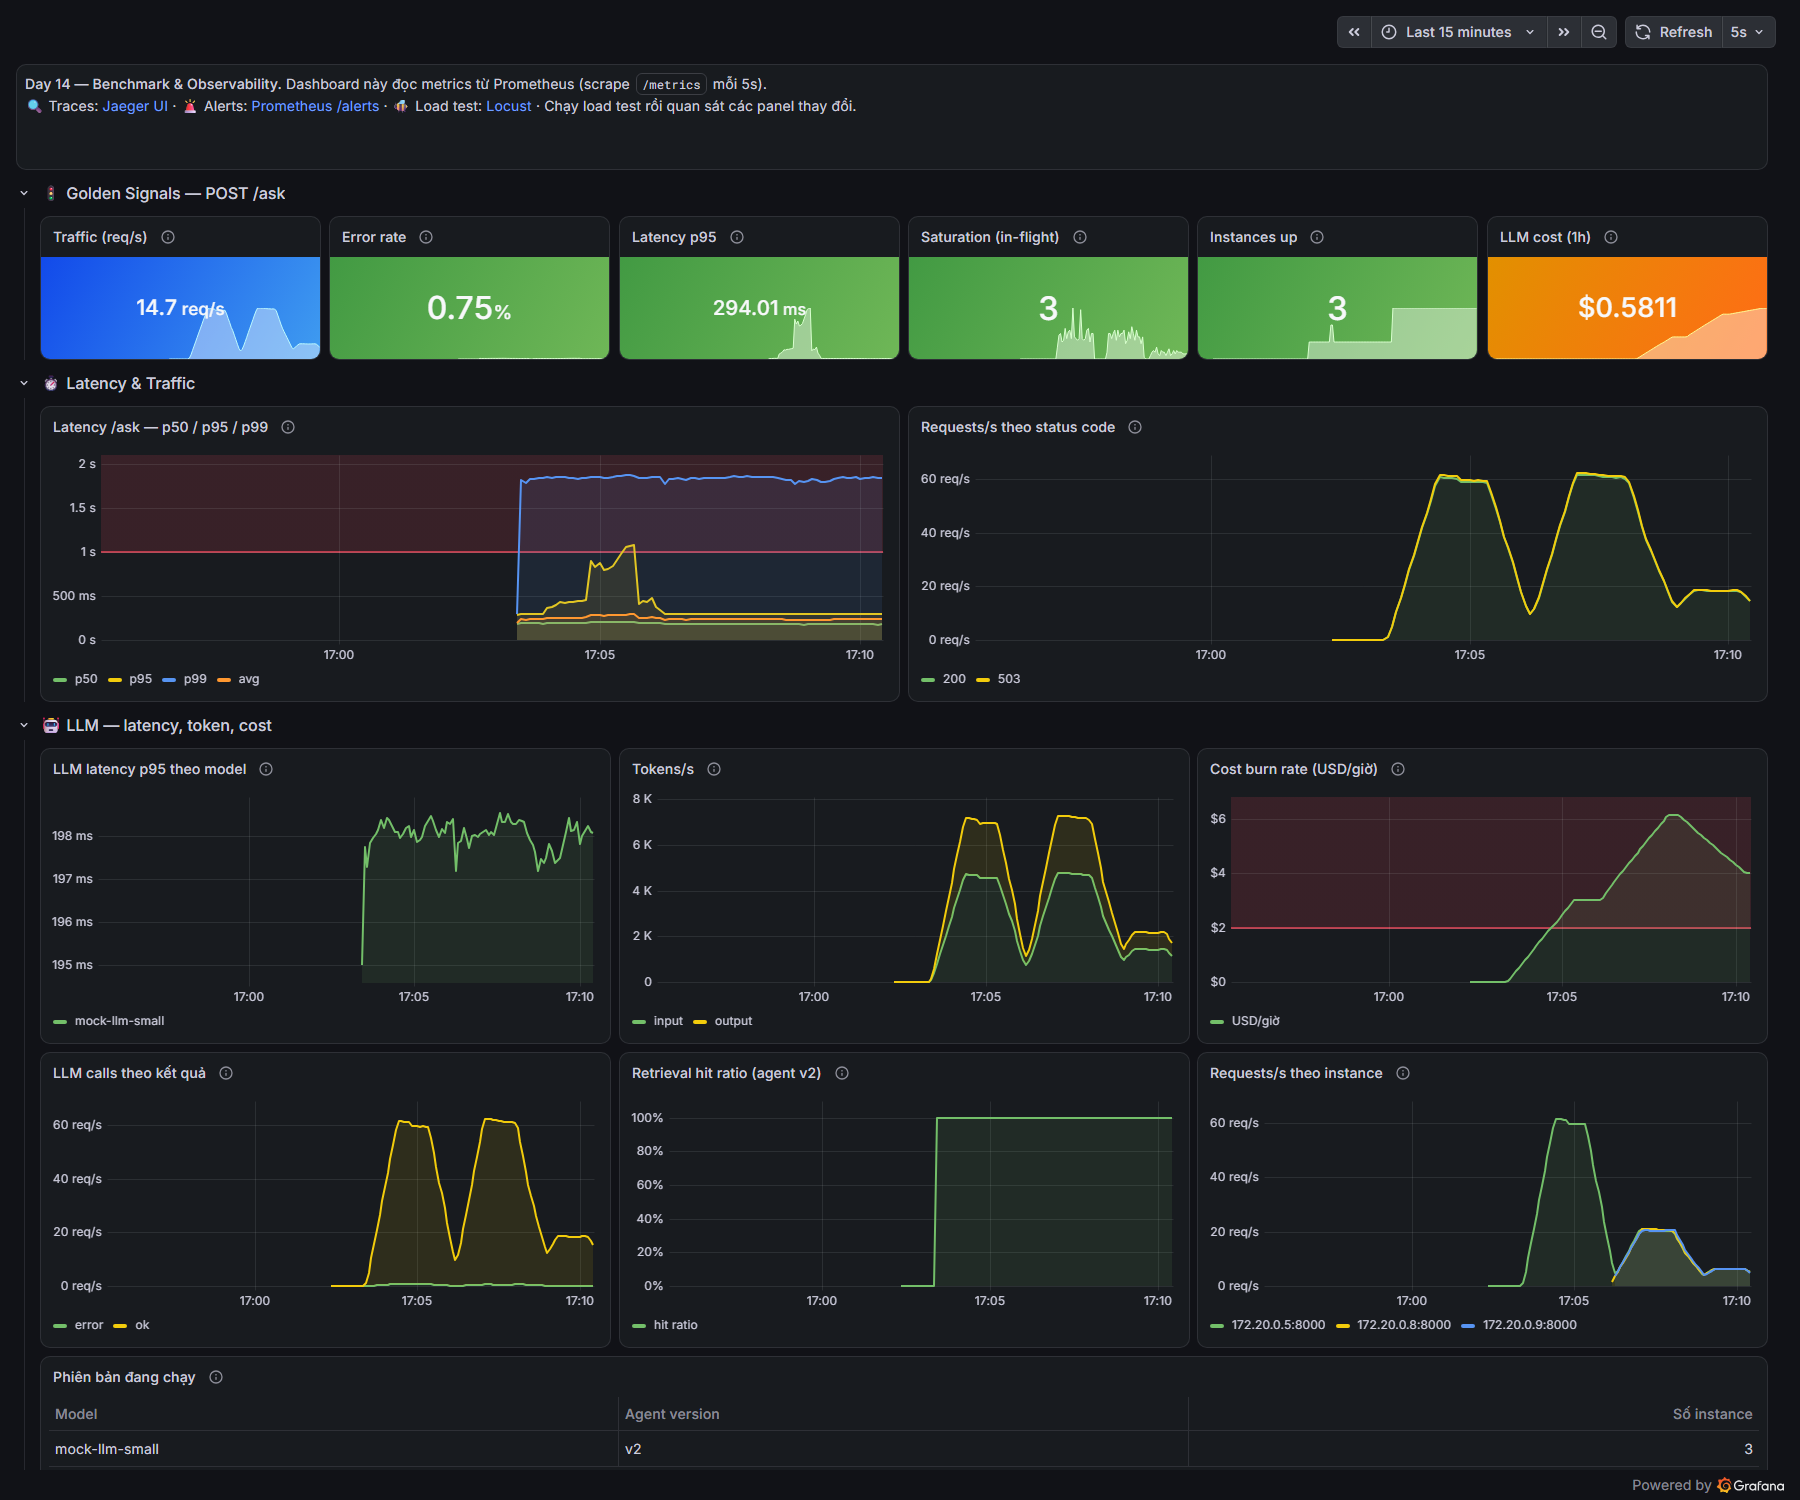 Last 15 minutes
Refresh
5s
Day 14 — Benchmark & Observability. Dashboard này đọc metrics từ Prometheus (scrape /metrics mỗi 5s).
Traces: Jaeger UI · Alerts: Prometheus /alerts · Load test: Locust · Chạy load test rồi quan sát các panel thay đổi.
Golden Signals — POST /ask
Traffic (req/s)
14.7 req/s
Error rate
0.75%
Latency p95
294.01 ms
Saturation (in-flight)
3
Instances up
3
LLM cost (1h)
$0.5811
Latency & Traffic
Latency /ask — p50 / p95 / p99
2 s
1.5 s
1 s
500 ms
0 s
17:00 17:05 17:10
p50 p95 p99 avg
Requests/s theo status code
60 req/s
40 req/s
20 req/s
0 req/s
17:00 17:05 17:10
200 503
LLM — latency, token, cost
LLM latency p95 theo model
198 ms
197 ms
196 ms
195 ms
17:00 17:05 17:10
mock-llm-small
Tokens/s
8 K
6 K
4 K
2 K
0
17:00 17:05 17:10
input output
Cost burn rate (USD/giờ)
$6
$4
$2
$0
17:00 17:05 17:10
USD/giờ
LLM calls theo kết quả
60 req/s
40 req/s
20 req/s
0 req/s
17:00 17:05 17:10
error ok
Retrieval hit ratio (agent v2)
100%
80%
60%
40%
20%
0%
17:00 17:05 17:10
hit ratio
Requests/s theo instance
60 req/s
40 req/s
20 req/s
0 req/s
17:00 17:05 17:10
172.20.0.5:8000 172.20.0.8:8000 172.20.0.9:8000
Phiên bản đang chạy
Model Agent version Số instance
mock-llm-small v2 3
Powered by Grafana